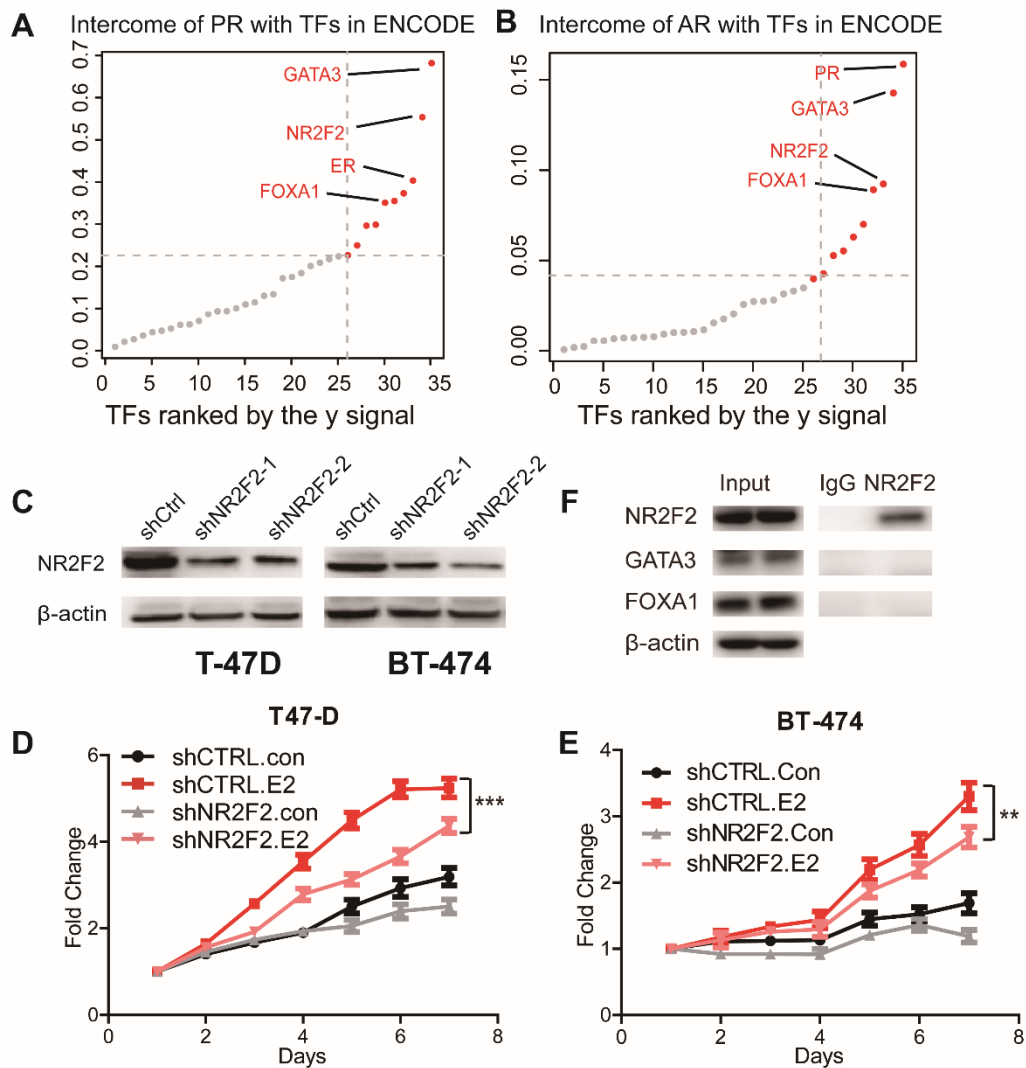 A Intercome of PR with TFs in ENCODE
0.7
0.6
0.5
0.4
0.3
0.2
0.1
0.0
GATA3
NR2F2
ER
FOXA1
0 5 10 15 20 25 30 35
TFs ranked by the y signal
B Intercome of AR with TFs in ENCODE
0.15
0.10
0.05
0.00
PR
GATA3
NR2F2
FOXA1
0 5 10 15 20 25 30 35
TFs ranked by the y signal
C
shCtrl shNR2F2-1 shNR2F2-2 shCtrl shNR2F2-1 shNR2F2-2
NR2F2
β-actin
T-47D BT-474
F
Input IgG NR2F2
NR2F2
GATA3
FOXA1
β-actin
D
T47-D
6
4
2
0
Fold Change
shCTRL.con
shCTRL.E2
shNR2F2.con
shNR2F2.E2
***
0 2 4 6 8
Days
E
BT-474
4
3
2
1
0
Fold Change
shCTRL.Con
shCTRL.E2
shNR2F2.Con
shNR2F2.E2
**
0 2 4 6 8
Days